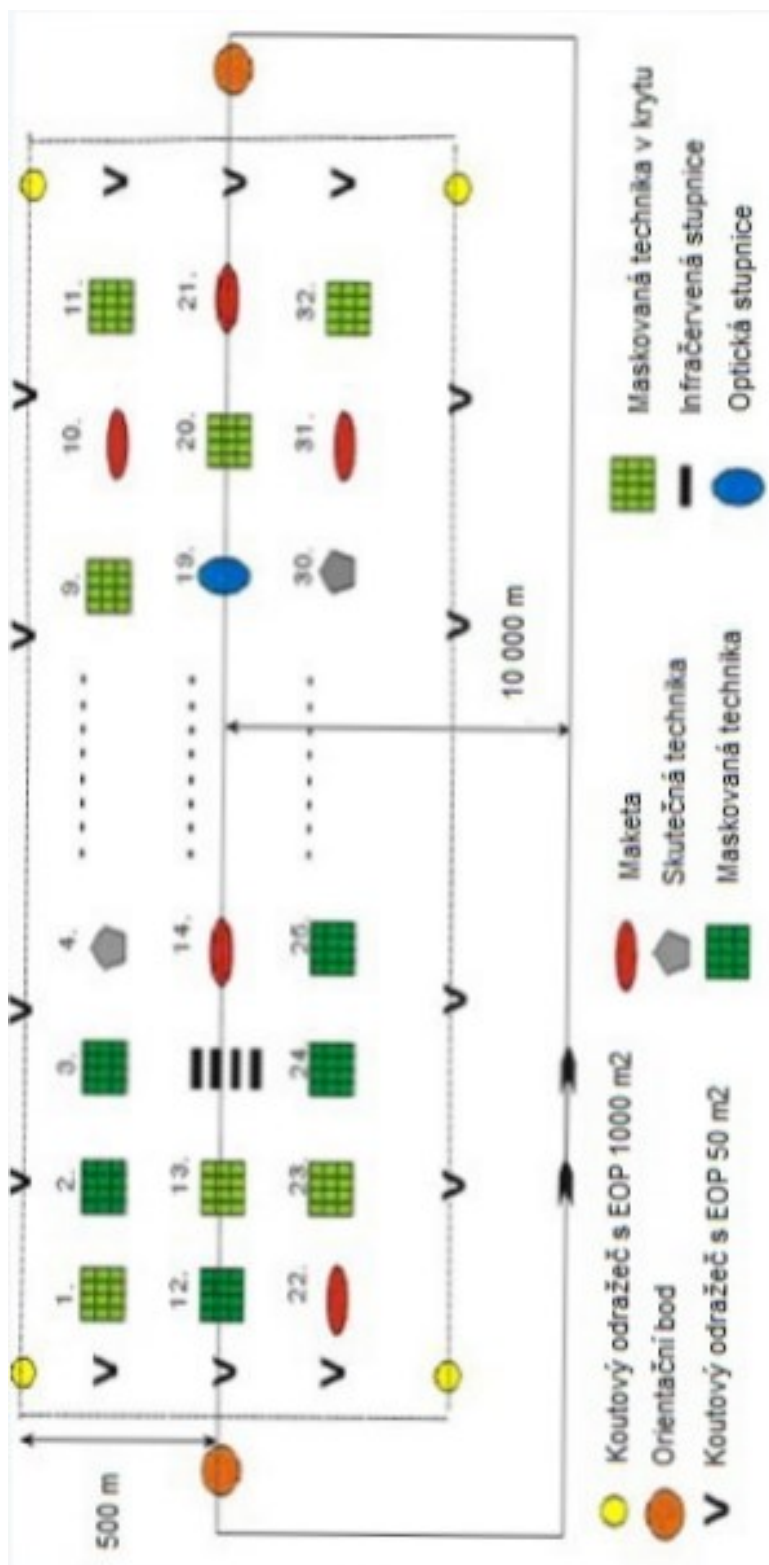 500 m
1.
2.
3.
4.
9.
10.
11.
12.
13.
14.
19.
20.
21.
22.
23.
24.
25.
30.
31.
32.
10 000 m
Koutový odražeč s EOP 1000 m2
Orientační bod
Koutový odražeč s EOP 50 m2
Maketa
Skutečná technika
Maskovaná technika
Maskovaná technika v krytu
Infračervená stupnice
Optická stupnice